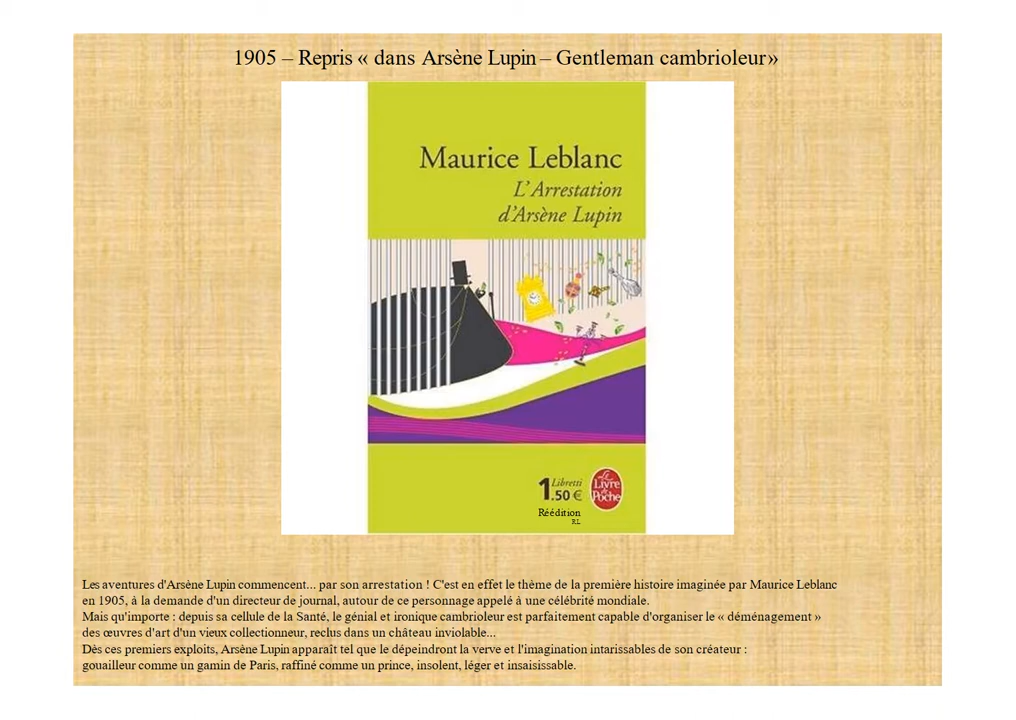 1905 – Repris « dans Arsène Lupin – Gentleman cambrioleur»
Maurice Leblanc
L'Arrestation
d'Arsène Lupin
1.50 € Libretti
Le Livre de Poche
Réédition
RL
Les aventures d'Arsène Lupin commencent... par son arrestation ! C'est en effet le thème de la première histoire imaginée par Maurice Leblanc
en 1905, à la demande d'un directeur de journal, autour de ce personnage appelé à une célébrité mondiale.
Mais qu'importe : depuis sa cellule de la Santé, le génial et ironique cambrioleur est parfaitement capable d'organiser le « déménagement »
des œuvres d'art d'un vieux collectionneur, reclus dans un château inviolable...
Dès ces premiers exploits, Arsène Lupin apparaît tel que le dépeindront la verve et l'imagination intarissables de son créateur :
gouailleur comme un gamin de Paris, raffiné comme un prince, insolent, léger et insaisissable.